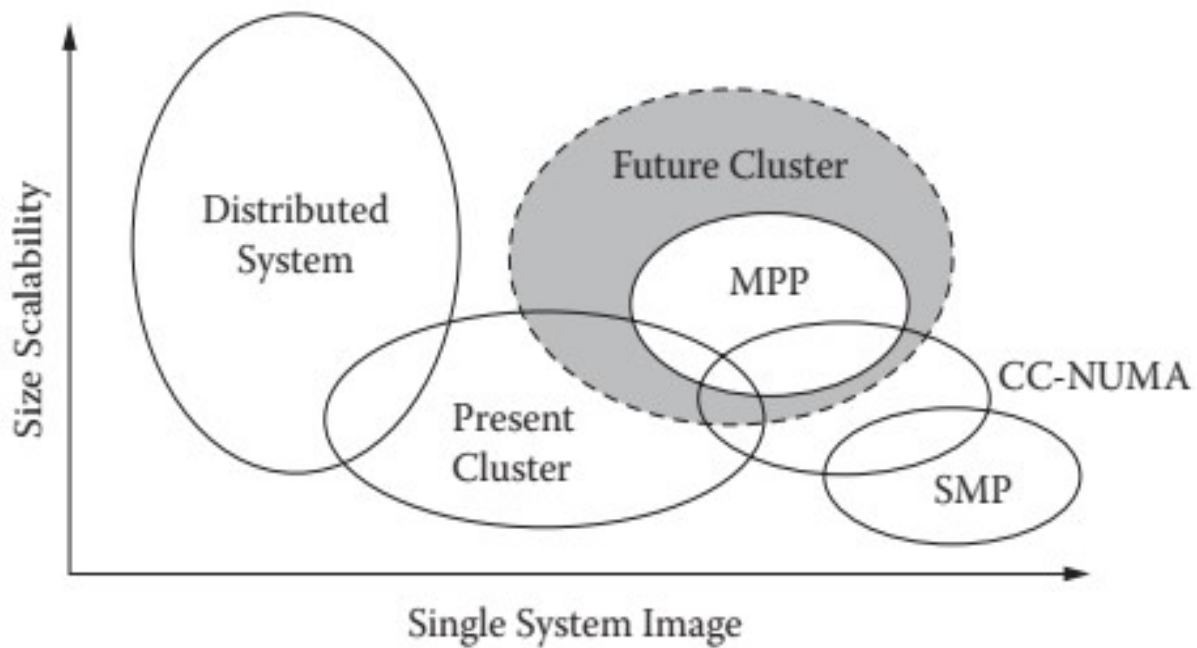 Size Scalability
Distributed
System
Future Cluster
MPP
CC-NUMA
Present
Cluster
SMP
Single System Image